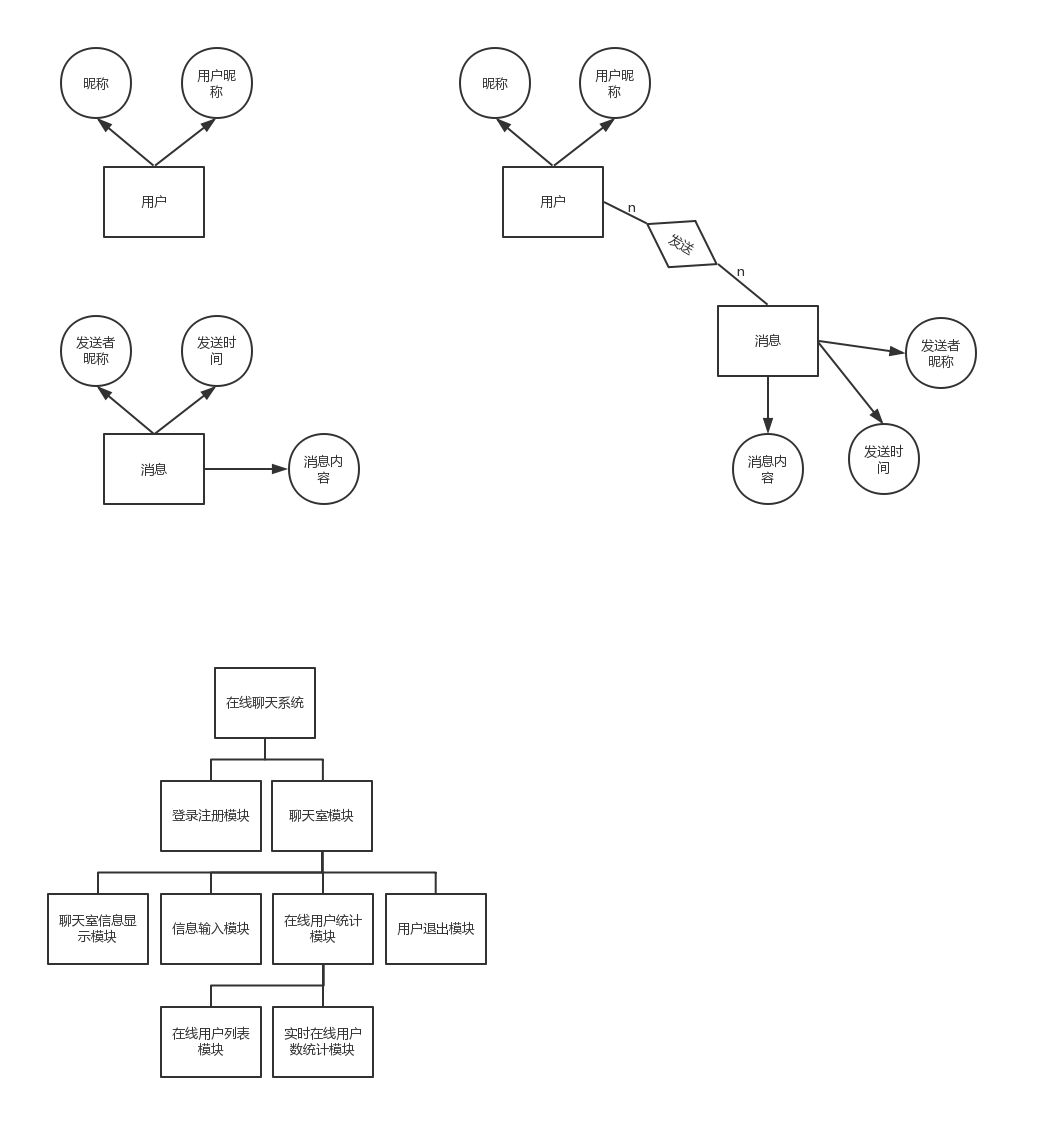 昵称
用户昵
称
用户
昵称
用户昵
称
用户
n
发送
n
消息
发送者
昵称
发送时
间
消息内
容
发送者
昵称
发送时
间
消息
消息内
容
在线聊天系统
登录注册模块
聊天室模块
聊天室信息显
示模块
信息输入模块
在线用户统计
模块
用户退出模块
在线用户列表
模块
实时在线用户
数统计模块